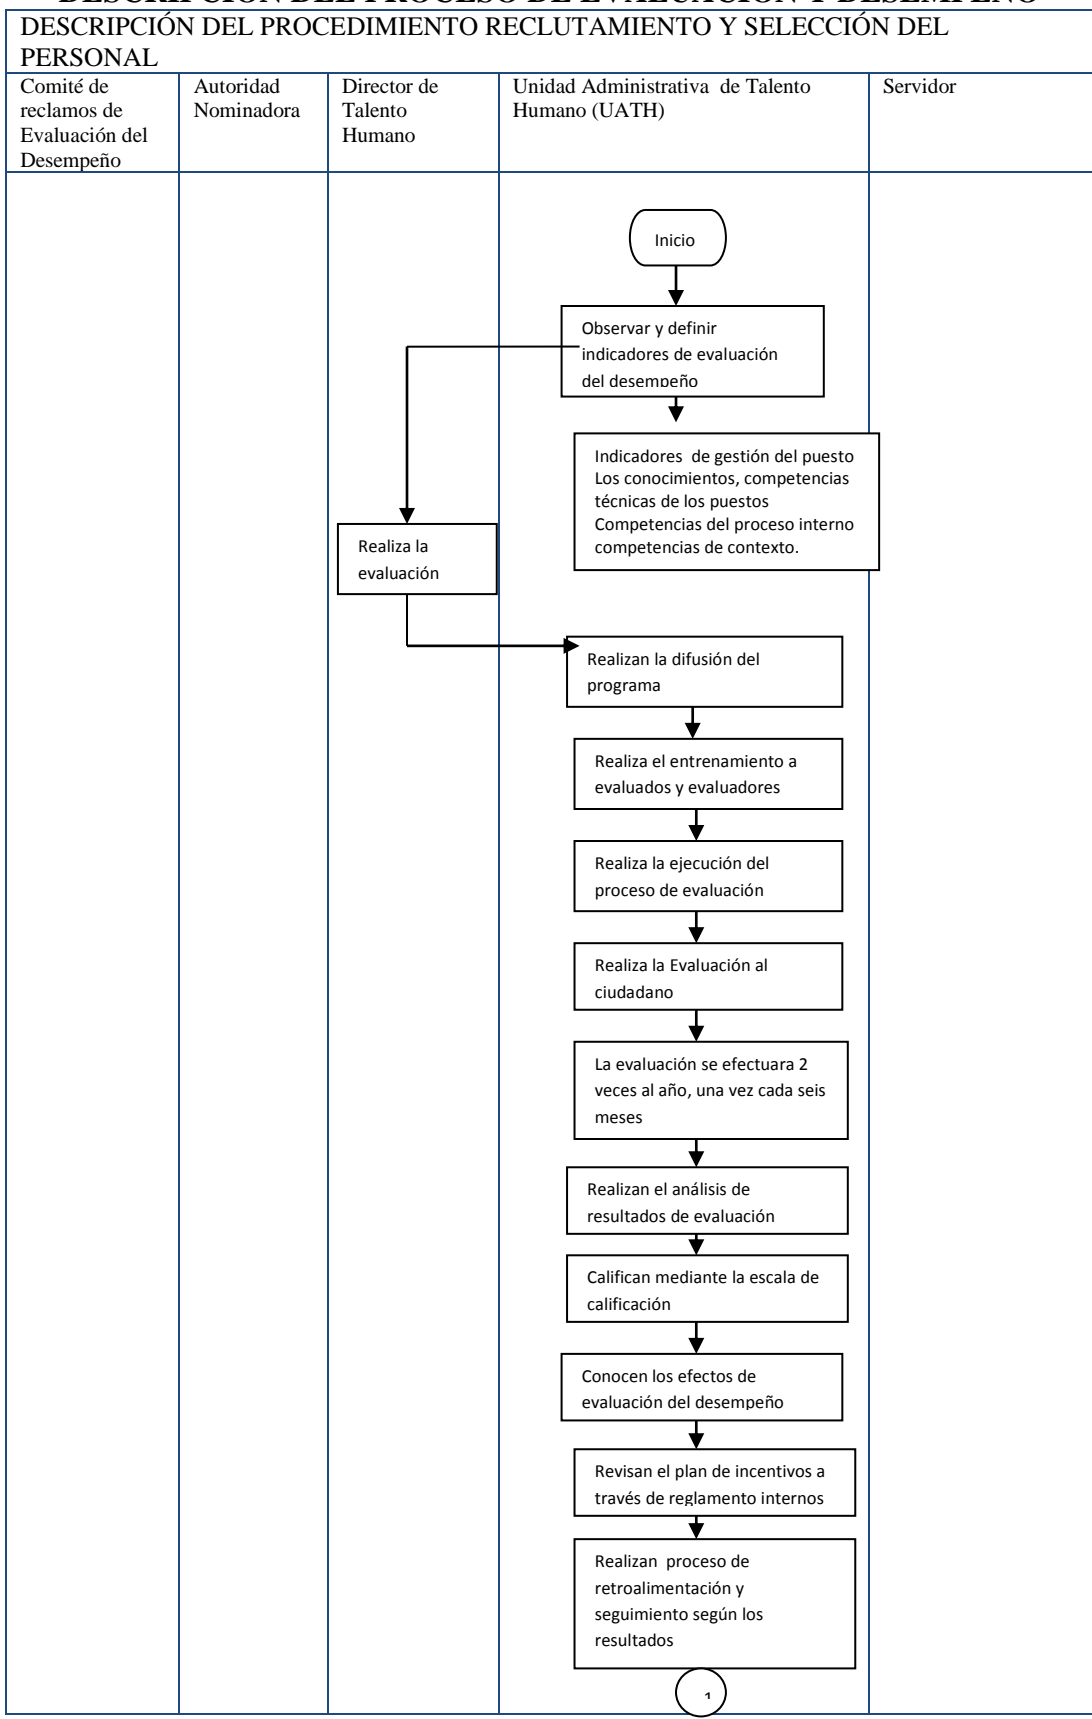 DESCRIPCIÓN DEL PROCESO DE EVALUACIÓN Y DESEMPEÑO
DESCRIPCIÓN DEL PROCEDIMIENTO RECLUTAMIENTO Y SELECCIÓN DEL
PERSONAL
Comité de
reclamos de
Evaluación del
Desempeño
Autoridad
Nominadora
Director de
Talento
Humano
Unidad Administrativa de Talento
Humano (UATH)
Servidor
Inicio
Observar y definir
indicadores de evaluación
del desempeño
Indicadores de gestión del puesto
Los conocimientos, competencias
técnicas de los puestos
Competencias del proceso interno
competencias de contexto.
Realiza la
evaluación
Realizan la difusión del
programa
Realiza el entrenamiento a
evaluados y evaluadores
Realiza la ejecución del
proceso de evaluación
Realiza la Evaluación al
ciudadano
La evaluación se efectuara 2
veces al año, una vez cada seis
meses
Realizan el análisis de
resultados de evaluación
Califican mediante la escala de
calificación
Conocen los efectos de
evaluación del desempeño
Revisan el plan de incentivos a
través de reglamento internos
Realizan proceso de
retroalimentación y
seguimiento según los
resultados
1